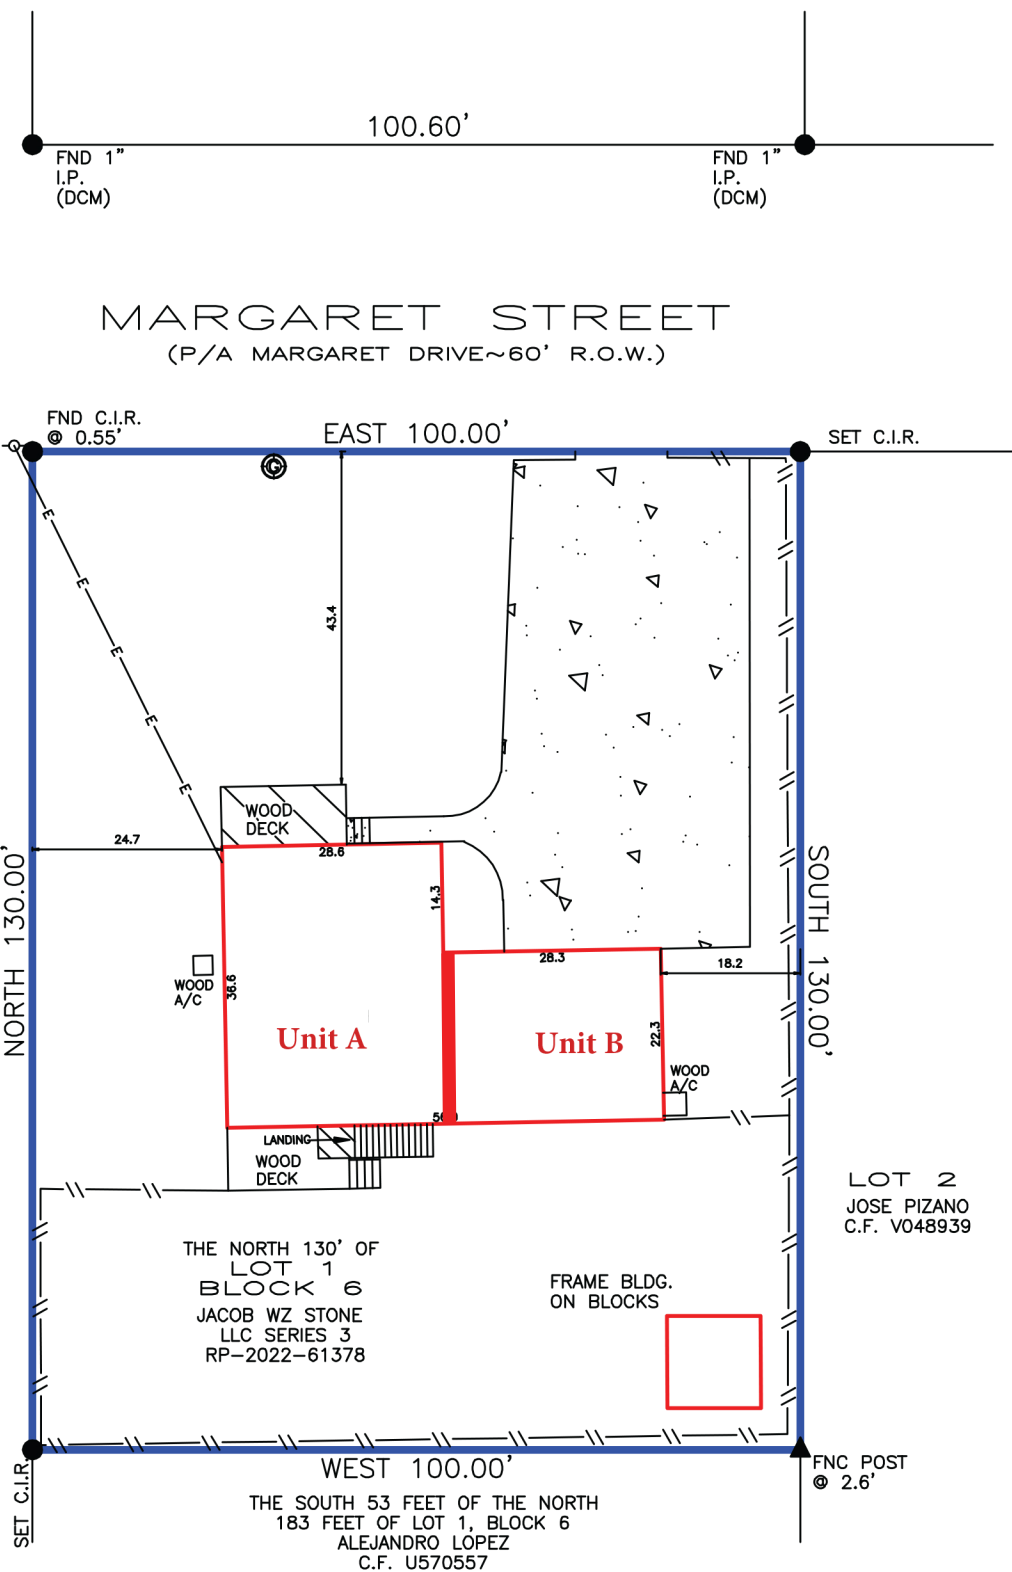 100.60'
FND 1"
I.P.
(DCM)
FND 1"
I.P.
(DCM)
MARGARET STREET
(P/A MARGARET DRIVE~60' R.O.W.)
FND C.I.R.
@ 0.55'
EAST 100.00'
SET C.I.R.
G
E
E
E
E
E
43.4
WOOD
DECK
24.7
28.6
14.3
NORTH 130.00'
SOUTH 130.00'
28.3
18.2
WOOD
A/C
36.6
Unit A
Unit B
22.3
WOOD
A/C
LANDING
WOOD
DECK
LOT 2
JOSE PIZANO
C.F. V048939
THE NORTH 130' OF
LOT 1
BLOCK 6
JACOB WZ STONE
LLC SERIES 3
RP-2022-61378
FRAME BLDG.
ON BLOCKS
WEST 100.00'
SET C.I.R.
FNC POST
@ 2.6'
THE SOUTH 53 FEET OF THE NORTH
183 FEET OF LOT 1, BLOCK 6
ALEJANDRO LOPEZ
C.F. U570557